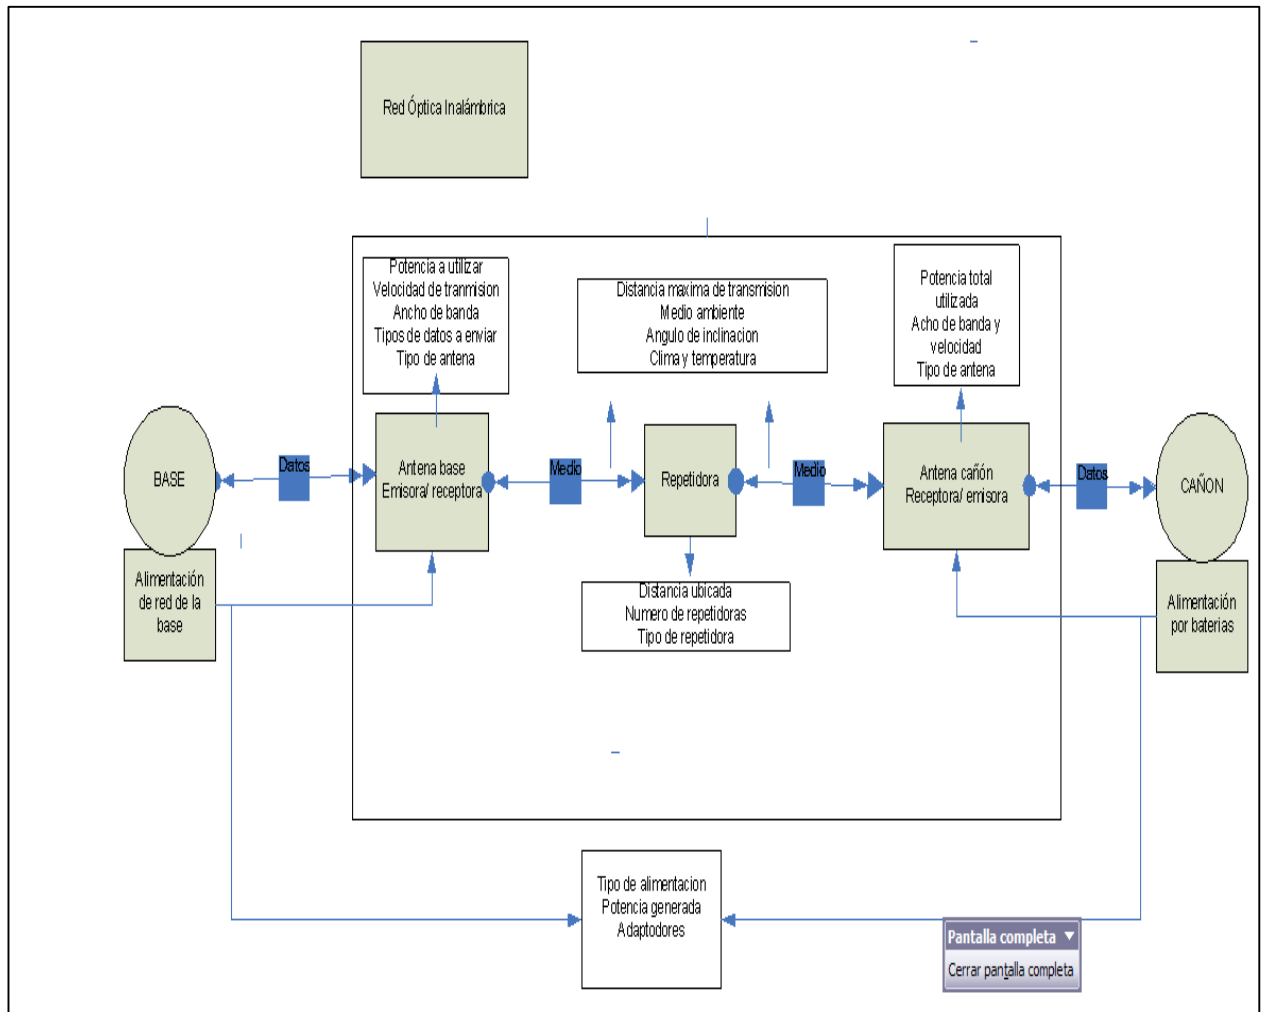 Red Óptica Inalámbrica
Potencia a utilizar
Velocidad de tranmision
Ancho de banda
Tipos de datos a enviar
Tipo de antena
Distancia maxima de transmision
Medio ambiente
Angulo de inclinacion
Clima y temperatura
Potencia total
utilizada
Acho de banda y
velocidad
Tipo de antena
BASE
Datos
Antena base
Emisora/ receptora
Medio
Repetidora
Medio
Antena cañón
Receptora/ emisora
Datos
CAÑON
Alimentación
de red de la
base
Distancia ubicada
Numero de repetidoras
Tipo de repetidora
Alimentación
por baterias
Tipo de alimentacion
Potencia generada
Adaptodores
Pantalla completa
Cerrar pantalla completa